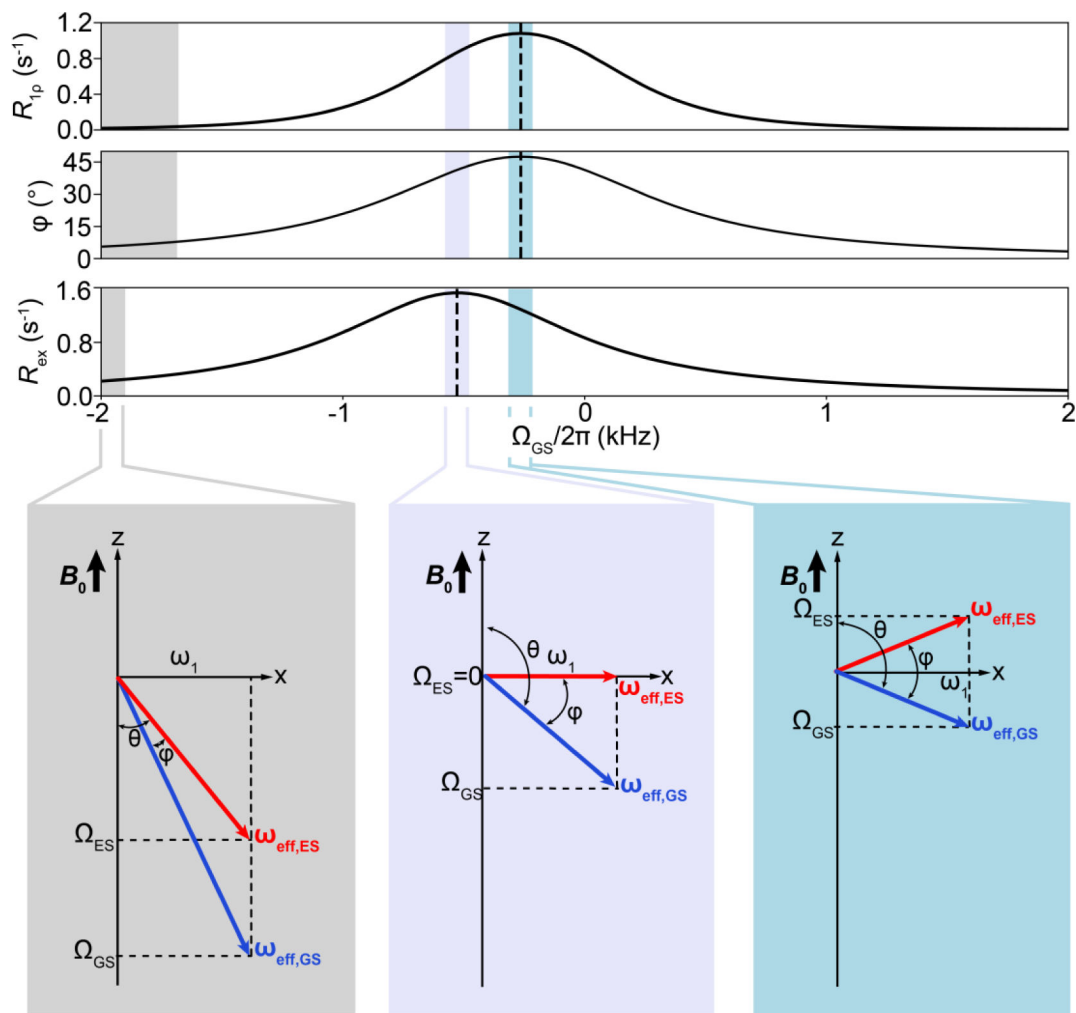 R1ρ (s-1)
1.2
0.8
0.4
0.0
φ (°)
45
30
15
0
Rex (s-1)
1.6
0.8
0.0
-2 -1 0 1 2
ΩGS/2π (kHz)
z
B0
ω1
x
θ
φ
ΩES
ωeff,ES
ΩGS
ωeff,GS
z
B0
θ
ω1
ΩES=0
x
ωeff,ES
φ
ΩGS
ωeff,GS
z
B0
ΩES
ωeff,ES
θ
φ
x
ω1
ΩGS
ωeff,GS